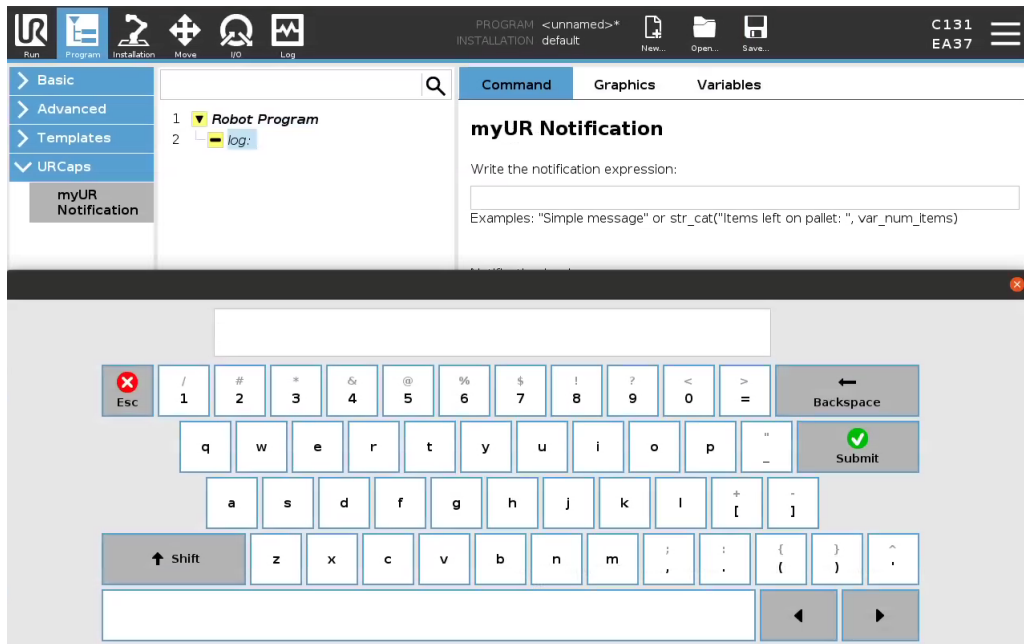 UR
Run
Program
Installation
Move
I/O
Log
PROGRAM <unnamed>*
INSTALLATION default
New...
Open...
Save...
C131
EA37
Basic
Advanced
Templates
URCaps
myUR
Notification
1 Robot Program
2 log:
Command Graphics Variables
myUR Notification
Write the notification expression:
Examples: "Simple message" or str_cat("Items left on pallet: ", var_num_items)
Esc
/ # * & @ % $ ! ? < >
1 2 3 4 5 6 7 8 9 0 =
Backspace
q w e r t y u i o p " _
Submit
a s d f g h j k l + [ - ]
Shift
z x c v b n m ; , : . { ( } ) ^ '